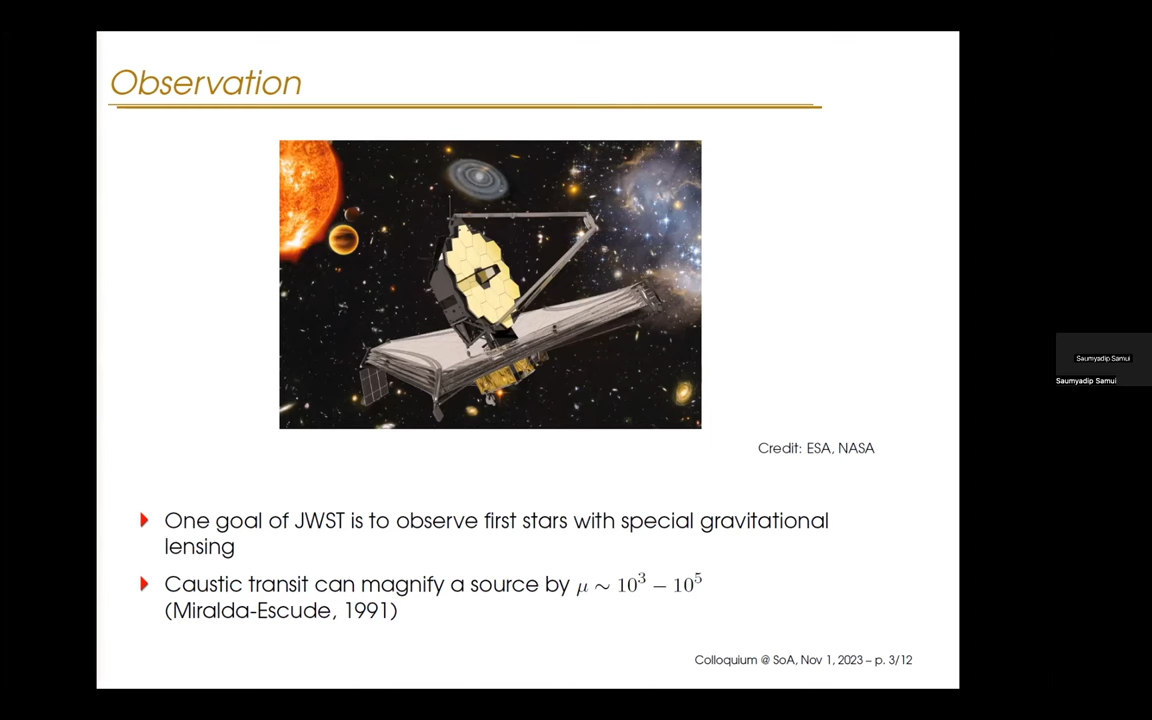 Observation
Credit: ESA, NASA
One goal of JWST is to observe first stars with special gravitational
lensing
Caustic transit can magnify a source by μ ∼ 10³ − 10⁵
(Miralda-Escude, 1991)
Colloquium @ SoA, Nov 1, 2023 – p. 3/12
Saumyadip Samui
Saumyadip Samui